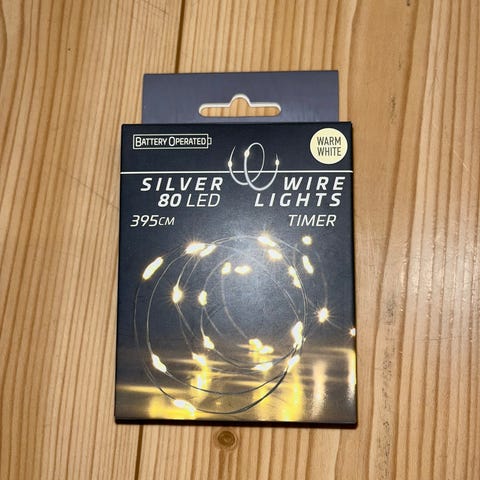 BATTERY OPERATED
WARM
WHITE
SILVER WIRE
80 LED LIGHTS
395CM TIMER